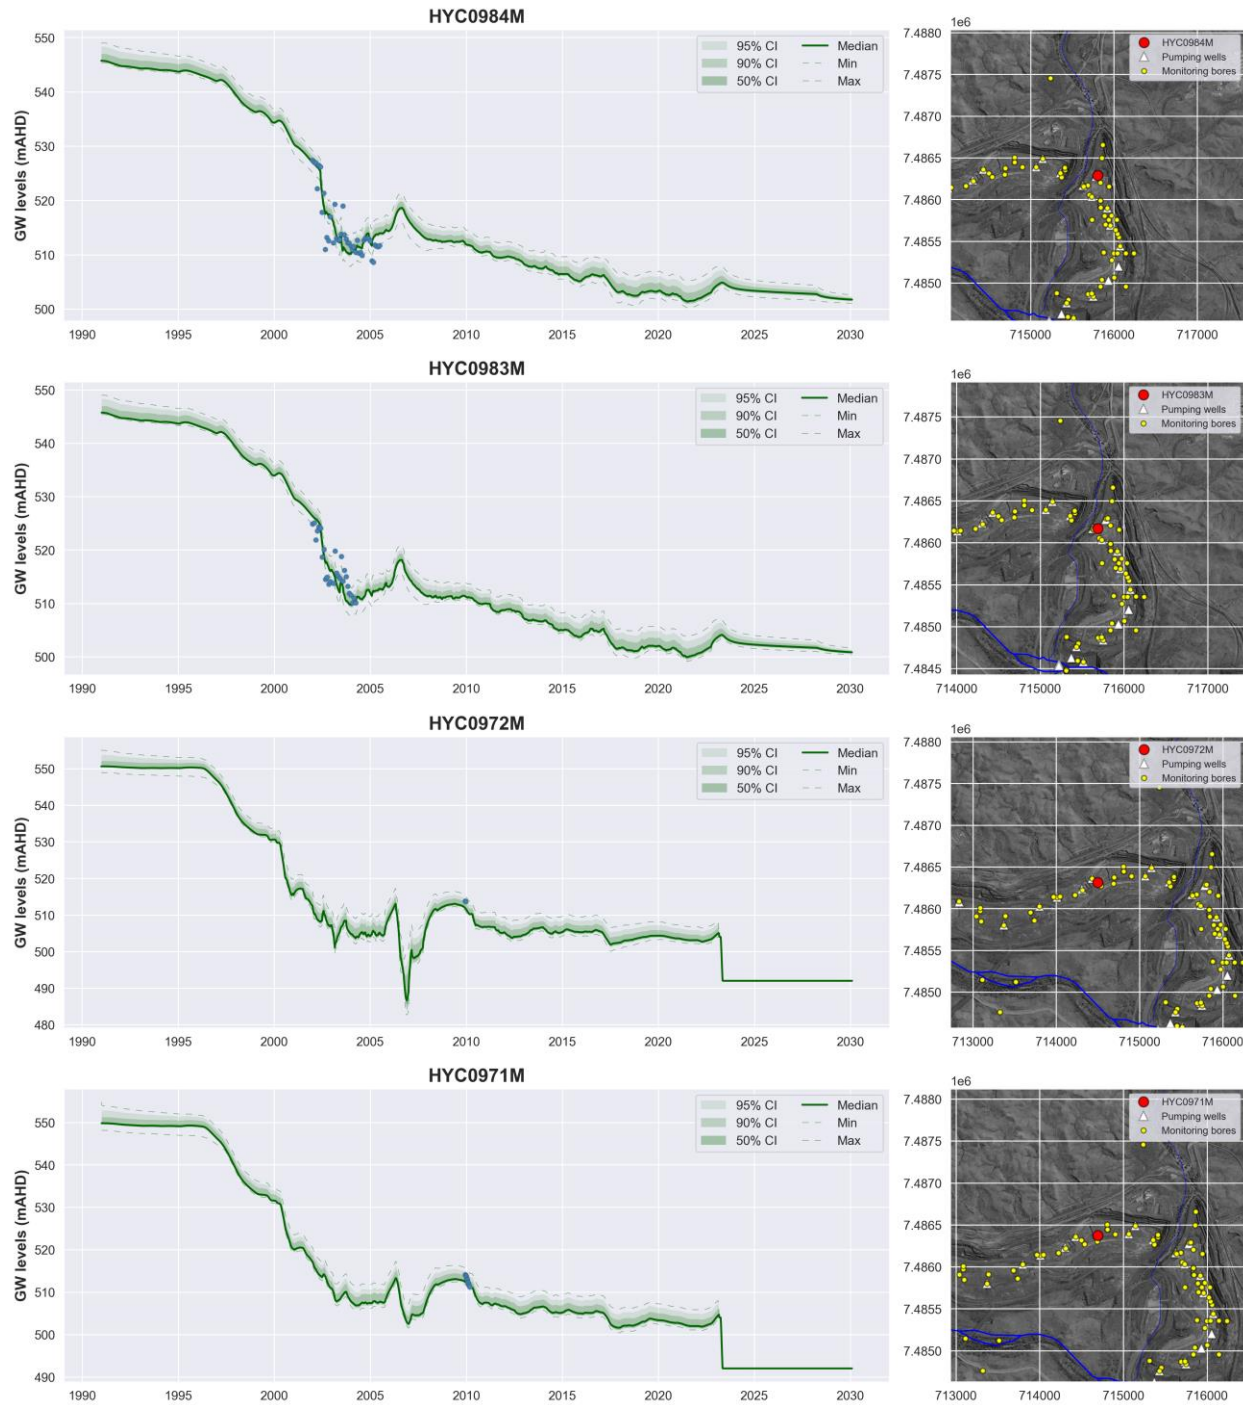 HYC0984M
GW levels (mAHD)
550
540
530
520
510
500
1990 1995 2000 2005 2010 2015 2020 2025 2030
95% CI Median
90% CI Min
50% CI Max
1e6
7.4880
7.4875
7.4870
7.4865
7.4860
7.4855
7.4850
715000 716000 717000
HYC0984M
Pumping wells
Monitoring bores
HYC0983M
GW levels (mAHD)
550
540
530
520
510
500
1990 1995 2000 2005 2010 2015 2020 2025 2030
95% CI Median
90% CI Min
50% CI Max
1e6
7.4875
7.4870
7.4865
7.4860
7.4855
7.4850
7.4845
714000 715000 716000 717000
HYC0983M
Pumping wells
Monitoring bores
HYC0972M
GW levels (mAHD)
550
540
530
520
510
500
490
480
1990 1995 2000 2005 2010 2015 2020 2025 2030
95% CI Median
90% CI Min
50% CI Max
1e6
7.4880
7.4875
7.4870
7.4865
7.4860
7.4855
7.4850
713000 714000 715000 716000
HYC0972M
Pumping wells
Monitoring bores
HYC0971M
GW levels (mAHD)
550
540
530
520
510
500
490
1990 1995 2000 2005 2010 2015 2020 2025 2030
95% CI Median
90% CI Min
50% CI Max
1e6
7.4880
7.4875
7.4870
7.4865
7.4860
7.4855
7.4850
713000 714000 715000 716000
HYC0971M
Pumping wells
Monitoring bores